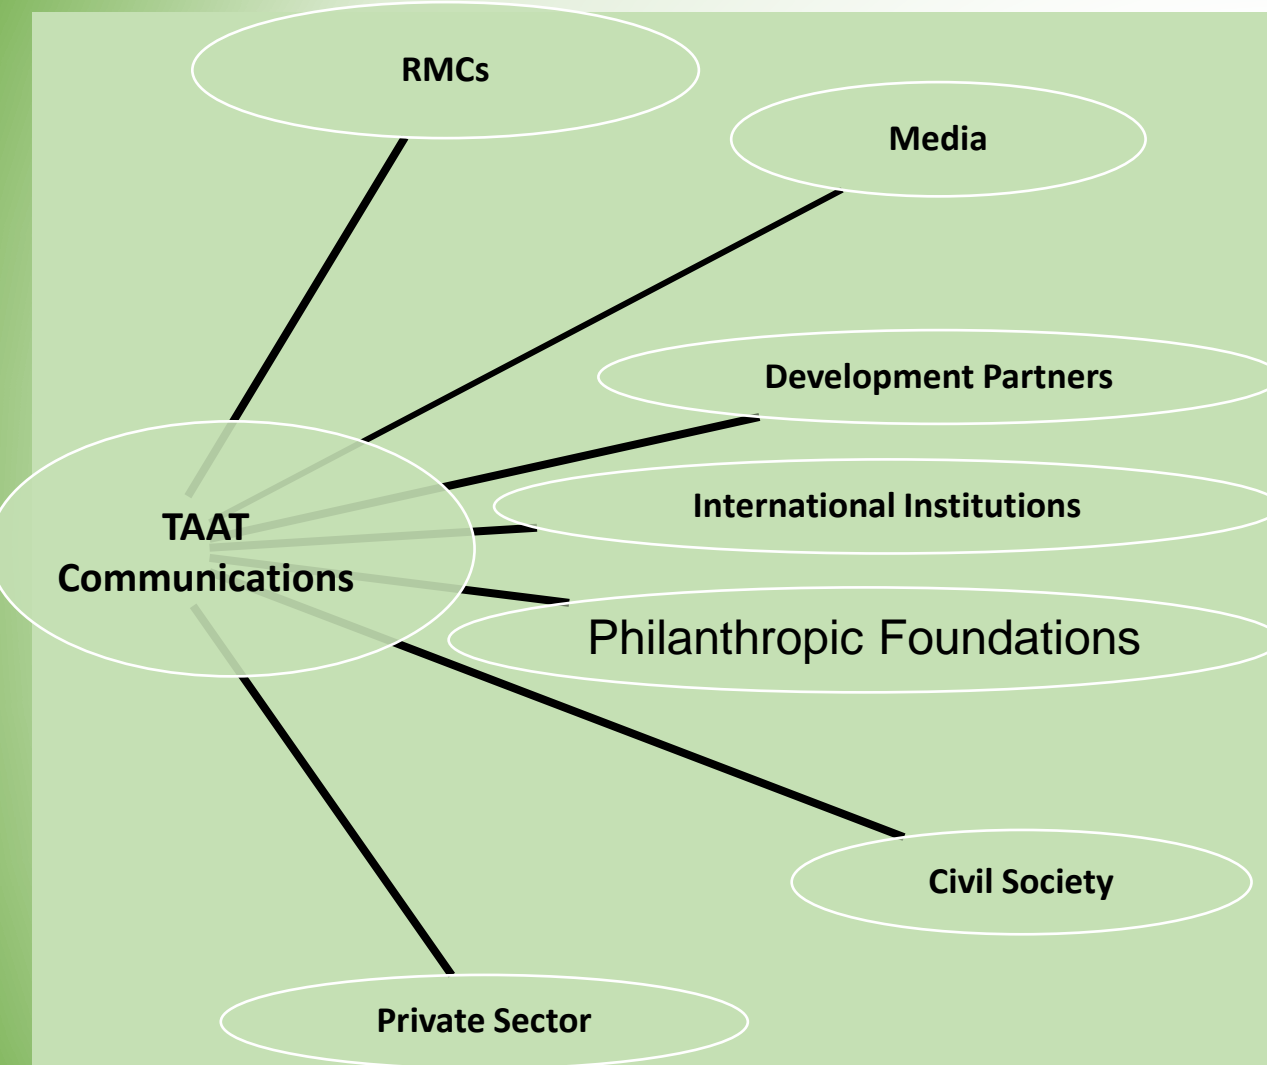 RMCs
Media
Development Partners
International Institutions
TAAT
Communications
Philanthropic Foundations
Civil Society
Private Sector